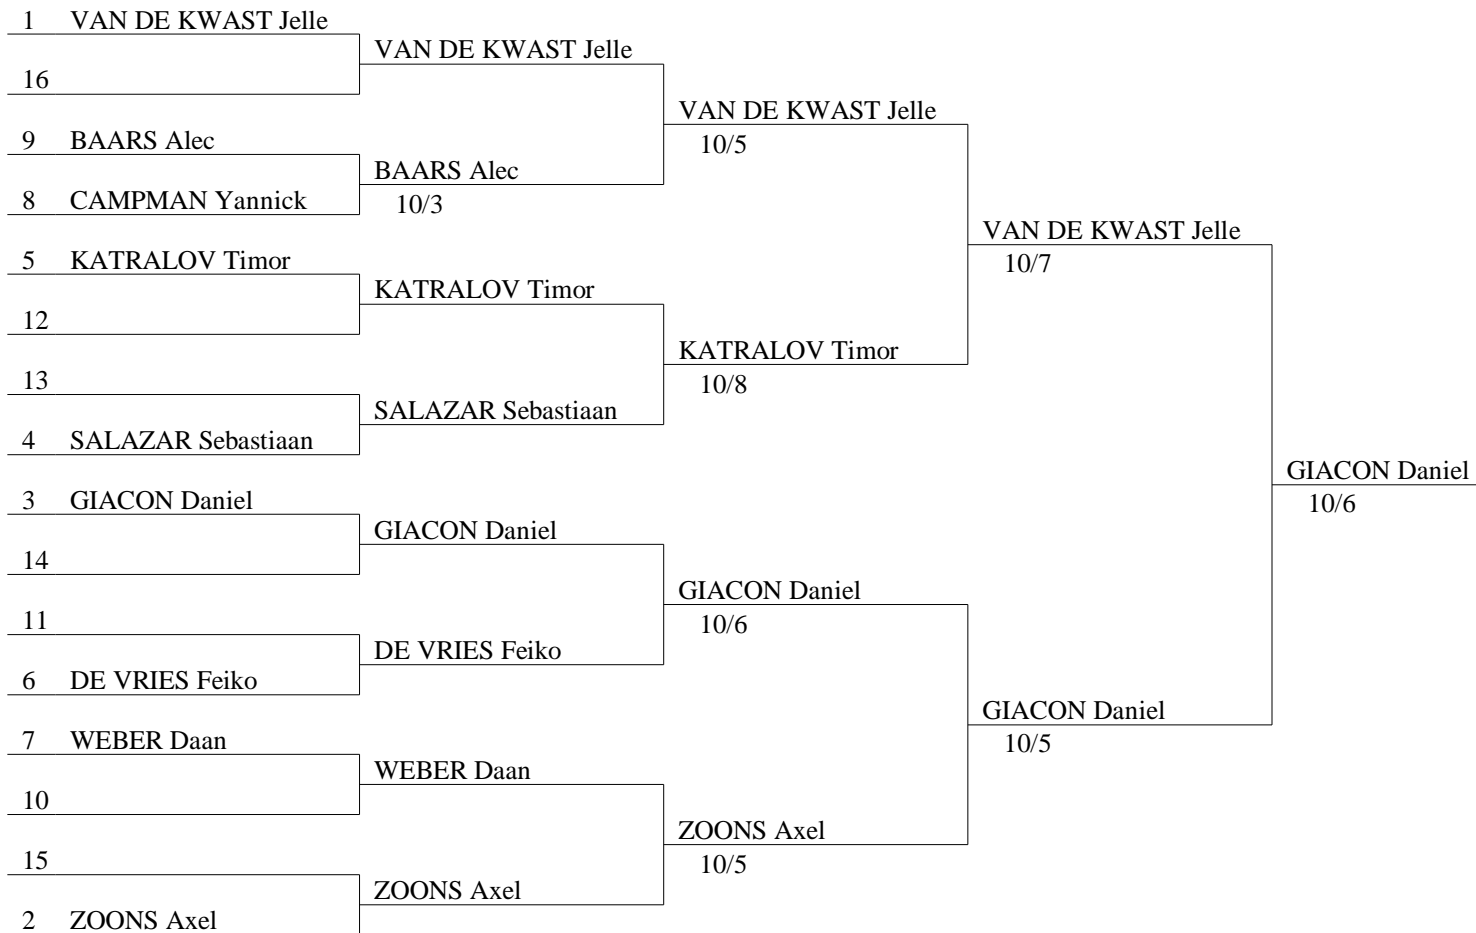 1 VAN DE KWAST Jelle
VAN DE KWAST Jelle
16
VAN DE KWAST Jelle
10/5
9 BAARS Alec
BAARS Alec
10/3
8 CAMPMAN Yannick
VAN DE KWAST Jelle
10/7
5 KATRALOV Timor
KATRALOV Timor
12
KATRALOV Timor
10/8
13
SALAZAR Sebastiaan
4 SALAZAR Sebastiaan
GIACON Daniel
10/6
3 GIACON Daniel
GIACON Daniel
14
GIACON Daniel
10/6
11
DE VRIES Feiko
6 DE VRIES Feiko
GIACON Daniel
10/5
7 WEBER Daan
WEBER Daan
10
ZOONS Axel
10/5
15
ZOONS Axel
2 ZOONS Axel